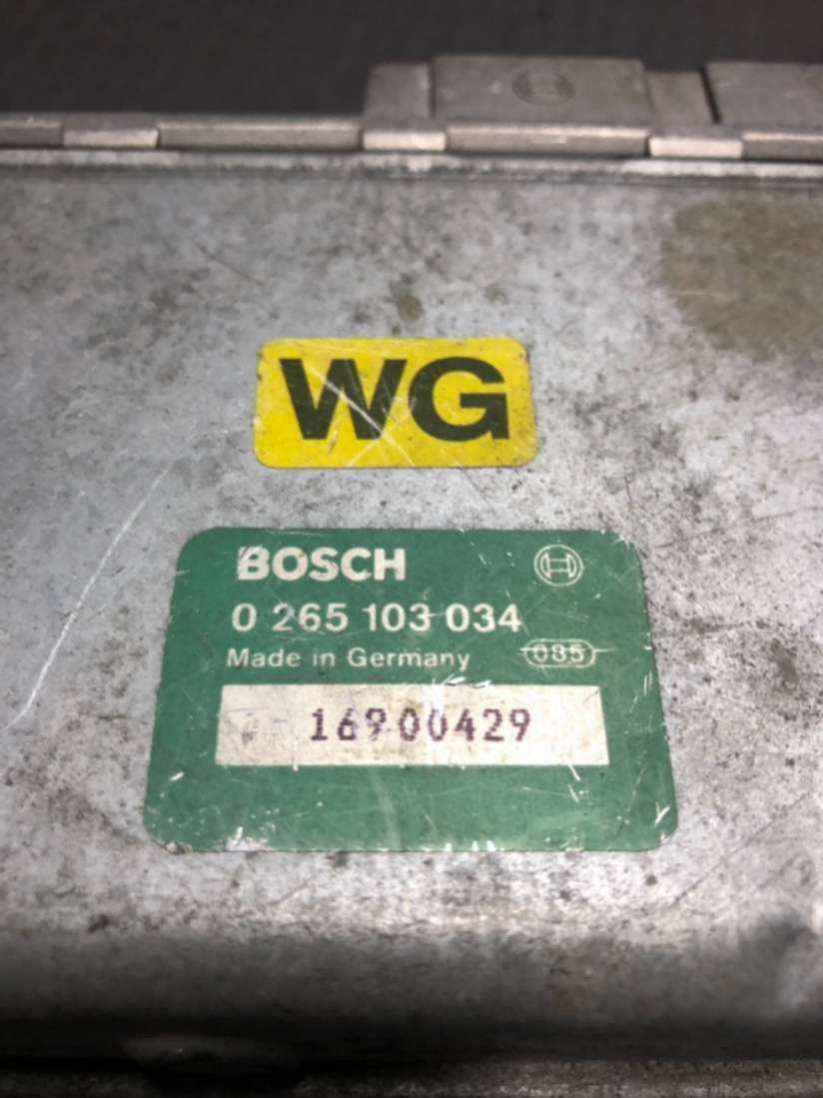 WG
BOSCH
0 265 103 034
Made in Germany 085
16900429